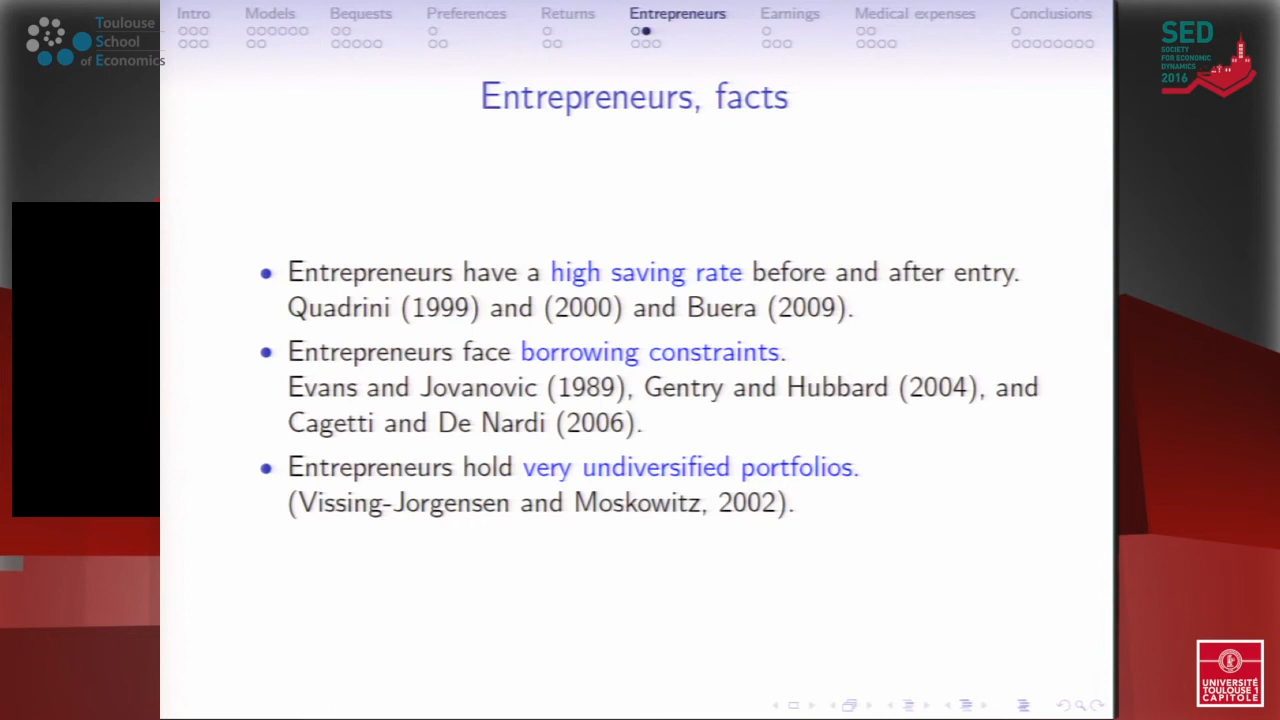 Toulouse
School
of Economics
Intro Models Bequests Preferences Returns Entrepreneurs Earnings Medical expenses Conclusions
SED
SOCIETY
FOR ECONOMIC
DYNAMICS
2016
Entrepreneurs, facts
Entrepreneurs have a high saving rate before and after entry.
Quadrini (1999) and (2000) and Buera (2009).
Entrepreneurs face borrowing constraints.
Evans and Jovanovic (1989), Gentry and Hubbard (2004), and
Cagetti and De Nardi (2006).
Entrepreneurs hold very undiversified portfolios.
(Vissing-Jorgensen and Moskowitz, 2002).
UNIVERSITÉ
TOULOUSE 1
CAPITOLE